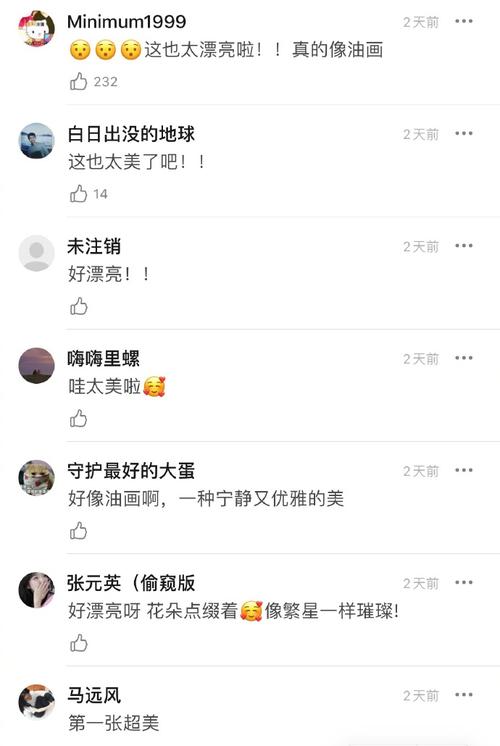 Minimum1999 2天前
😯😯😯这也太漂亮啦！！真的像油画
232
白日出没的地球 2天前
这也太美了吧！！
14
未注销 2天前
好漂亮！！
嗨嗨里螺 2天前
哇太美啦🥰
守护最好的大蛋 2天前
好像油画啊，一种宁静又优雅的美
张元英（偷窥版 2天前
好漂亮呀 花朵点缀着🥰像繁星一样璀璨!
马远风 2天前
第一张超美